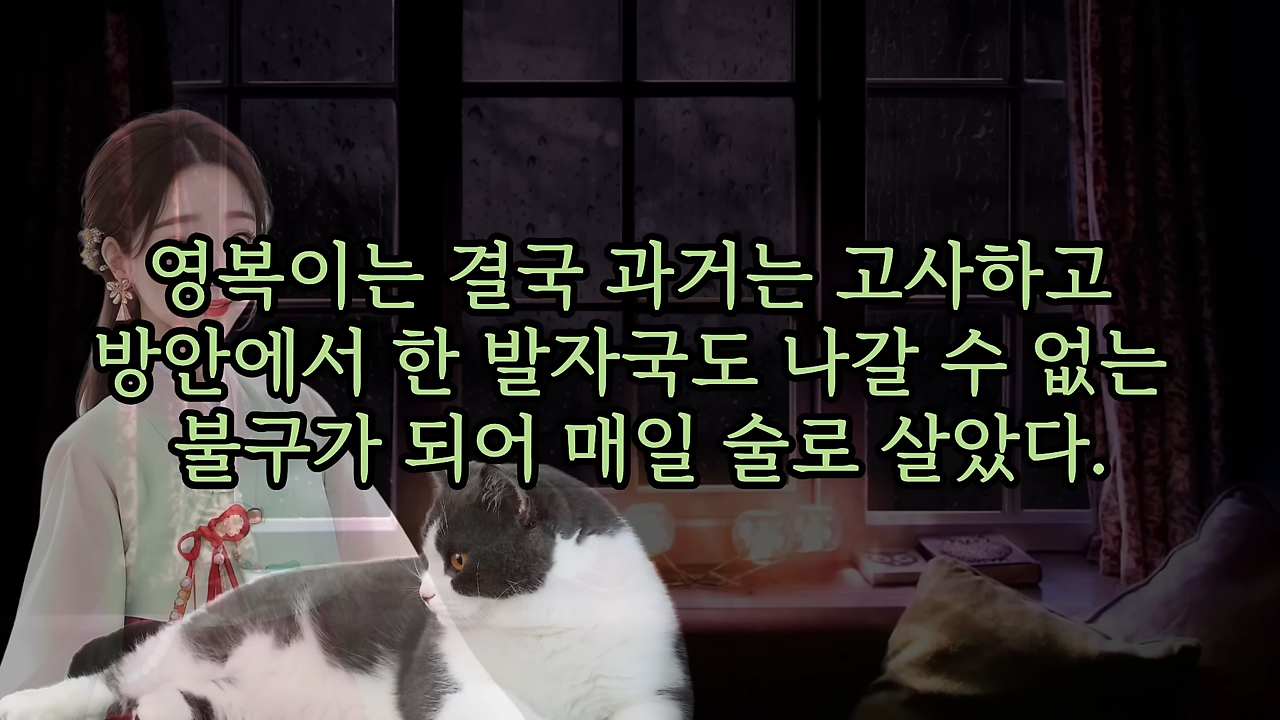 영복이는 결국 과거는 고사하고
방안에서 한 발자국도 나갈 수 없는
불구가 되어 매일 술로 살았다.